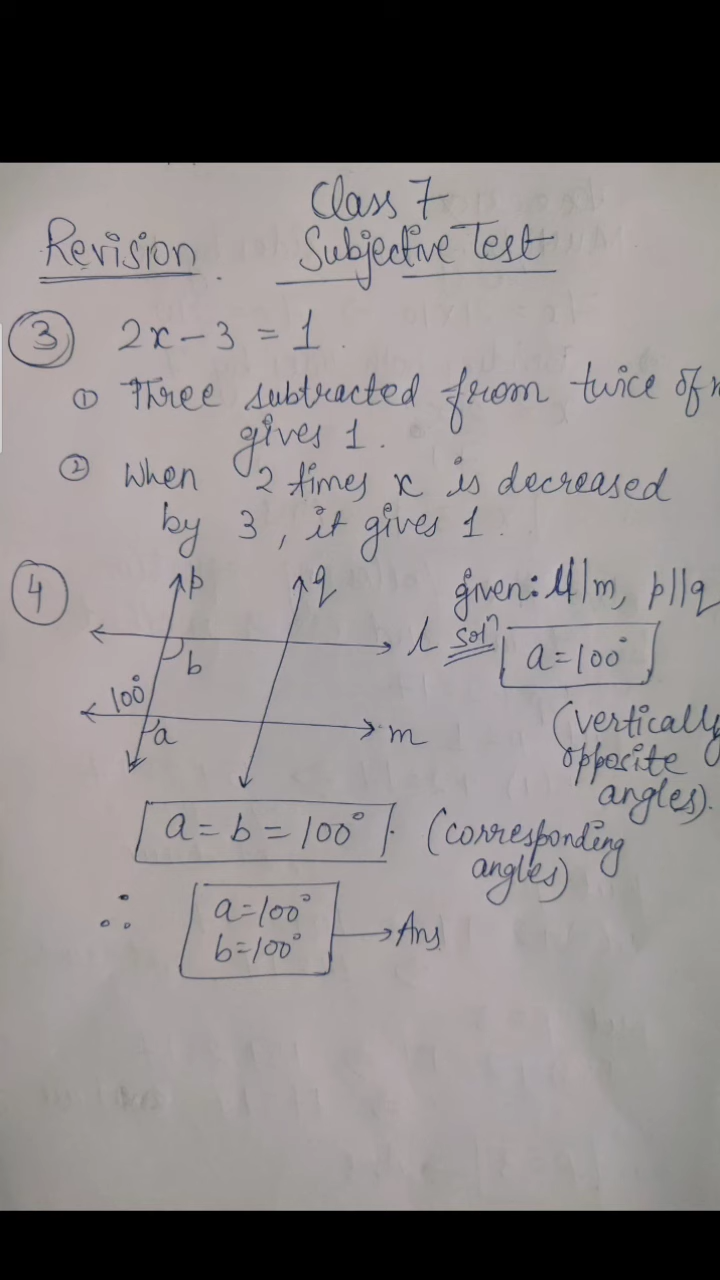 Class 7
Revision. Subjective Test
3 2x - 3 = 1.
① Three subtracted from twice of
gives 1.
② When 2 times x is decreased
by 3, it gives 1.
4 p q given: l||m, p||q
l Solⁿ a = 100°
b
100°
a m (vertically
opposite
angles).
a = b = 100°. (corresponding
angles)
∴ a = 100°
b = 100° → Ans